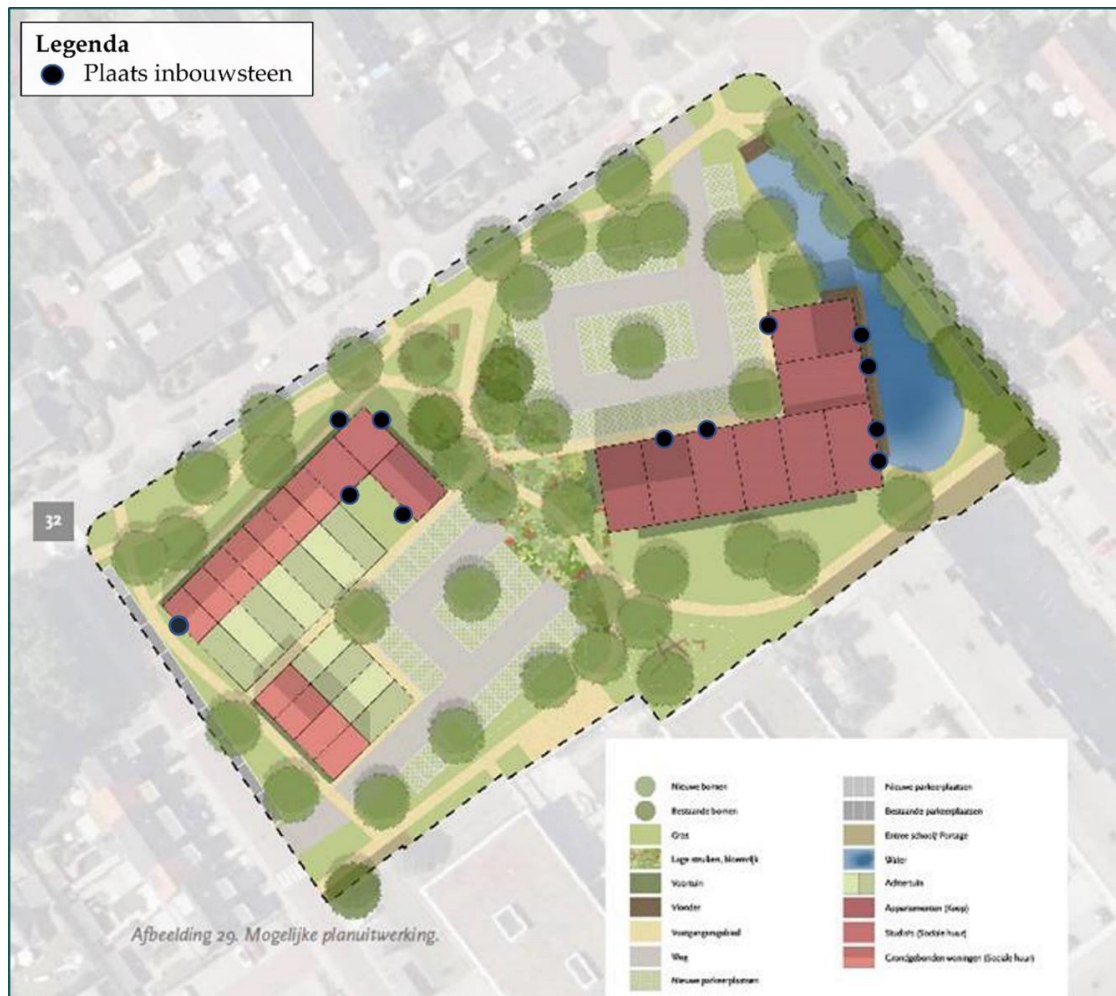 Legenda
Plaats inbouwsteen
32
Afbeelding 29. Mogelijke planuitwerking.
Nieuwe bomen
Bestaande bomen
Gras
Lage struiken, bloemrijk
Voortuin
Vlonder
Voetgangersgebied
Weg
Nieuwe parkeerplaatsen
Nieuwe parkeerplaatsen
Bestaande parkeerplaatsen
Entree school/ Portage
Water
Achtertuin
Appartementen (Koop)
Studio's (Sociale huur)
Grondgebonden woningen (Sociale huur)